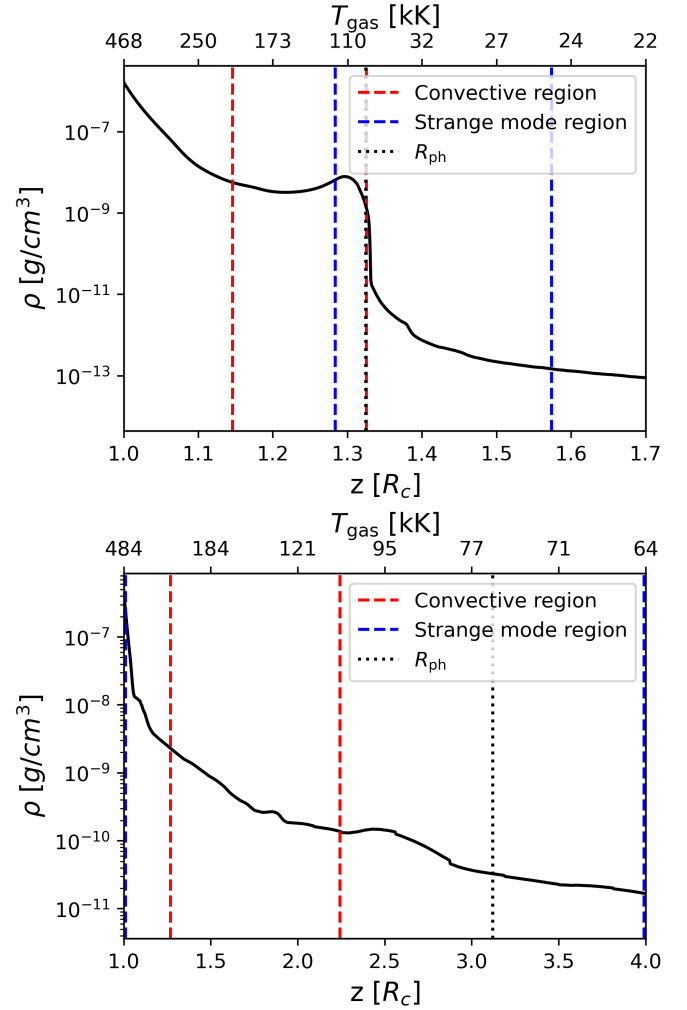 T_gas [kK]
468 250 173 110 32 27 24 22
Convective region
Strange mode region
R_ph
10^−7
10^−9
10^−11
10^−13
ρ [g/cm^3]
1.0 1.1 1.2 1.3 1.4 1.5 1.6 1.7
z [R_c]
T_gas [kK]
484 184 121 95 77 71 64
Convective region
Strange mode region
R_ph
10^−7
10^−8
10^−9
10^−10
10^−11
ρ [g/cm^3]
1.0 1.5 2.0 2.5 3.0 3.5 4.0
z [R_c]